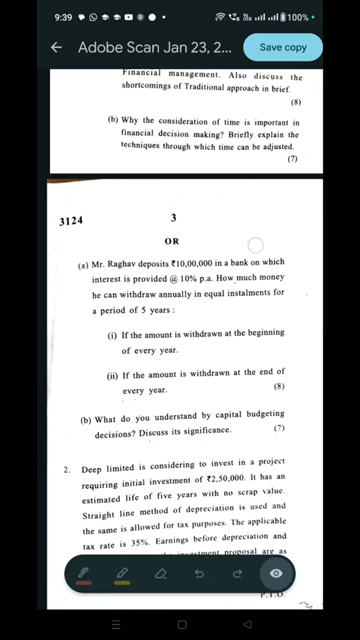 9:39
100%
Adobe Scan Jan 23, 2...
Save copy
Financial management. Also discuss the
shortcomings of Traditional approach in brief.
(8)
(b) Why the consideration of time is important in
financial decision making? Briefly explain the
techniques through which time can be adjusted.
(7)
3124
3
OR
(a) Mr. Raghav deposits ₹10,00,000 in a bank on which
interest is provided @ 10% p.a. How much money
he can withdraw annually in equal instalments for
a period of 5 years :
(i) If the amount is withdrawn at the beginning
of every year.
(ii) If the amount is withdrawn at the end of
every year.
(8)
(b) What do you understand by capital budgeting
decisions? Discuss its significance.
(7)
2. Deep limited is considering to invest in a project
requiring initial investment of ₹2,50,000. It has an
estimated life of five years with no scrap value.
Straight line method of depreciation is used and
the same is allowed for tax purposes. The applicable
tax rate is 35%. Earnings before depreciation and
investment proposal are as
P.T.O.